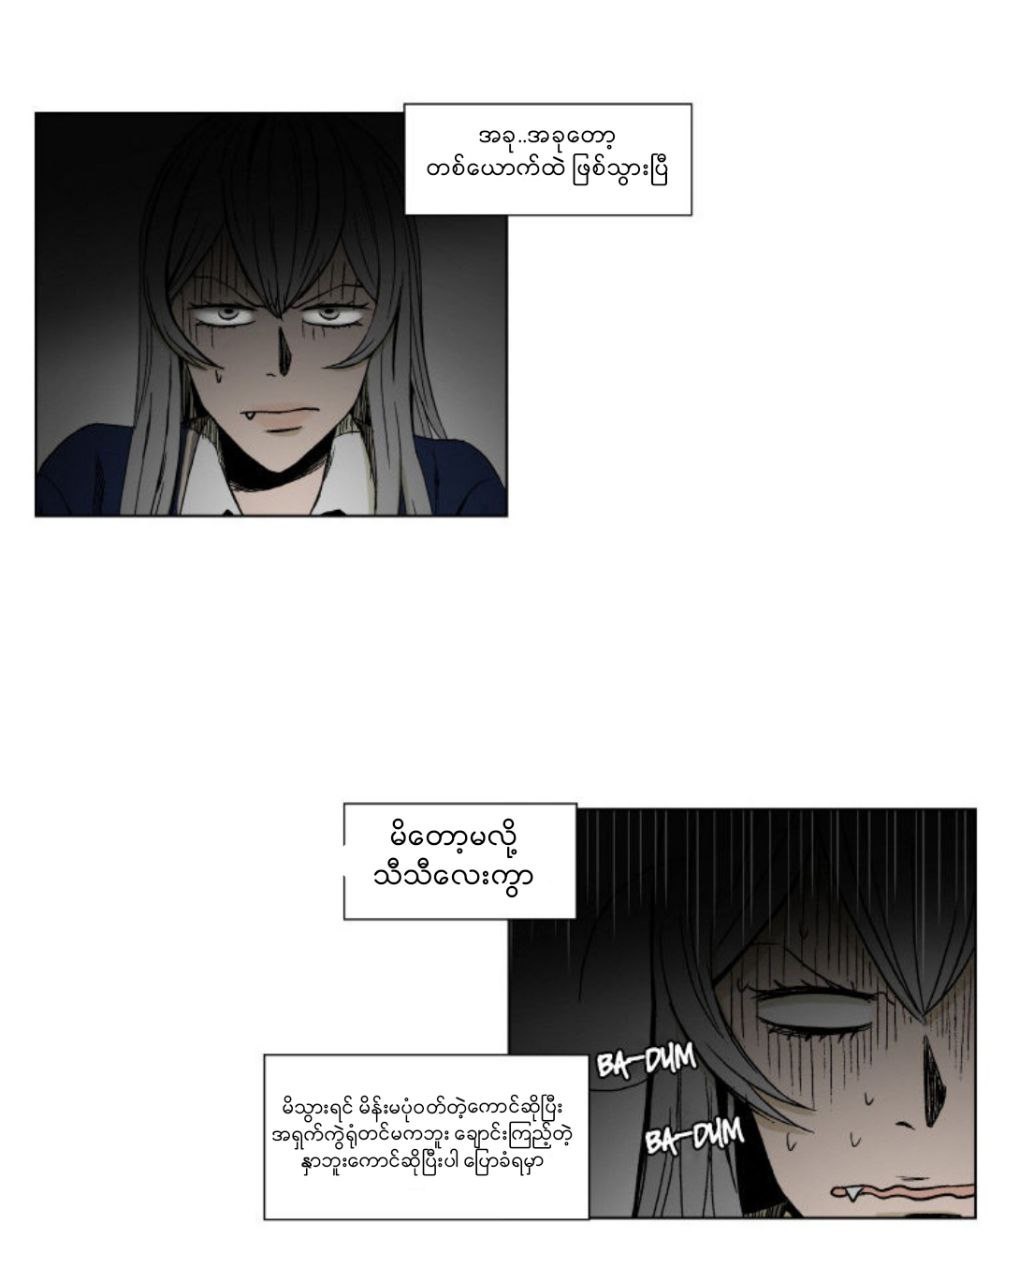 အခု..အခုတော့
တစ်ယောက်ထဲ ဖြစ်သွားပြီ
မိတော့မလို့
သီသီလေးကွာ
BA-DUM
မိသွားရင် မိန်းမပုံဝတ်တဲ့ကောင်ဆိုပြီး
အရှက်ကွဲရုံတင်မကဘူး ချောင်းကြည့်တဲ့
နှာဘူးကောင်ဆိုပြီးပါ ပြောခံရမှာ
BA-DUM